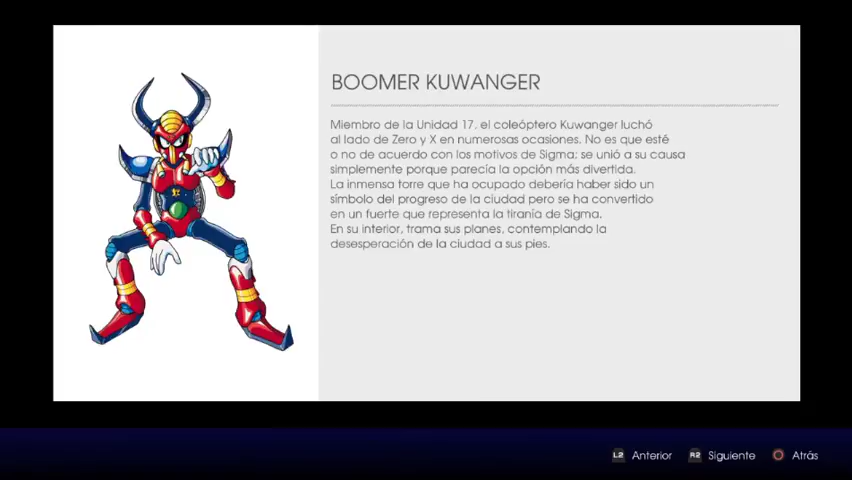 BOOMER KUWANGER
Miembro de la Unidad 17, el coleóptero Kuwanger luchó
al lado de Zero y X en numerosas ocasiones. No es que esté
o no de acuerdo con los motivos de Sigma; se unió a su causa
simplemente porque parecía la opción más divertida.
La inmensa torre que ha ocupado debería haber sido un
símbolo del progreso de la ciudad pero se ha convertido
en un fuerte que representa la tiranía de Sigma.
En su interior, trama sus planes, contemplando la
desesperación de la ciudad a sus pies.
L2 Anterior R2 Siguiente Atrás